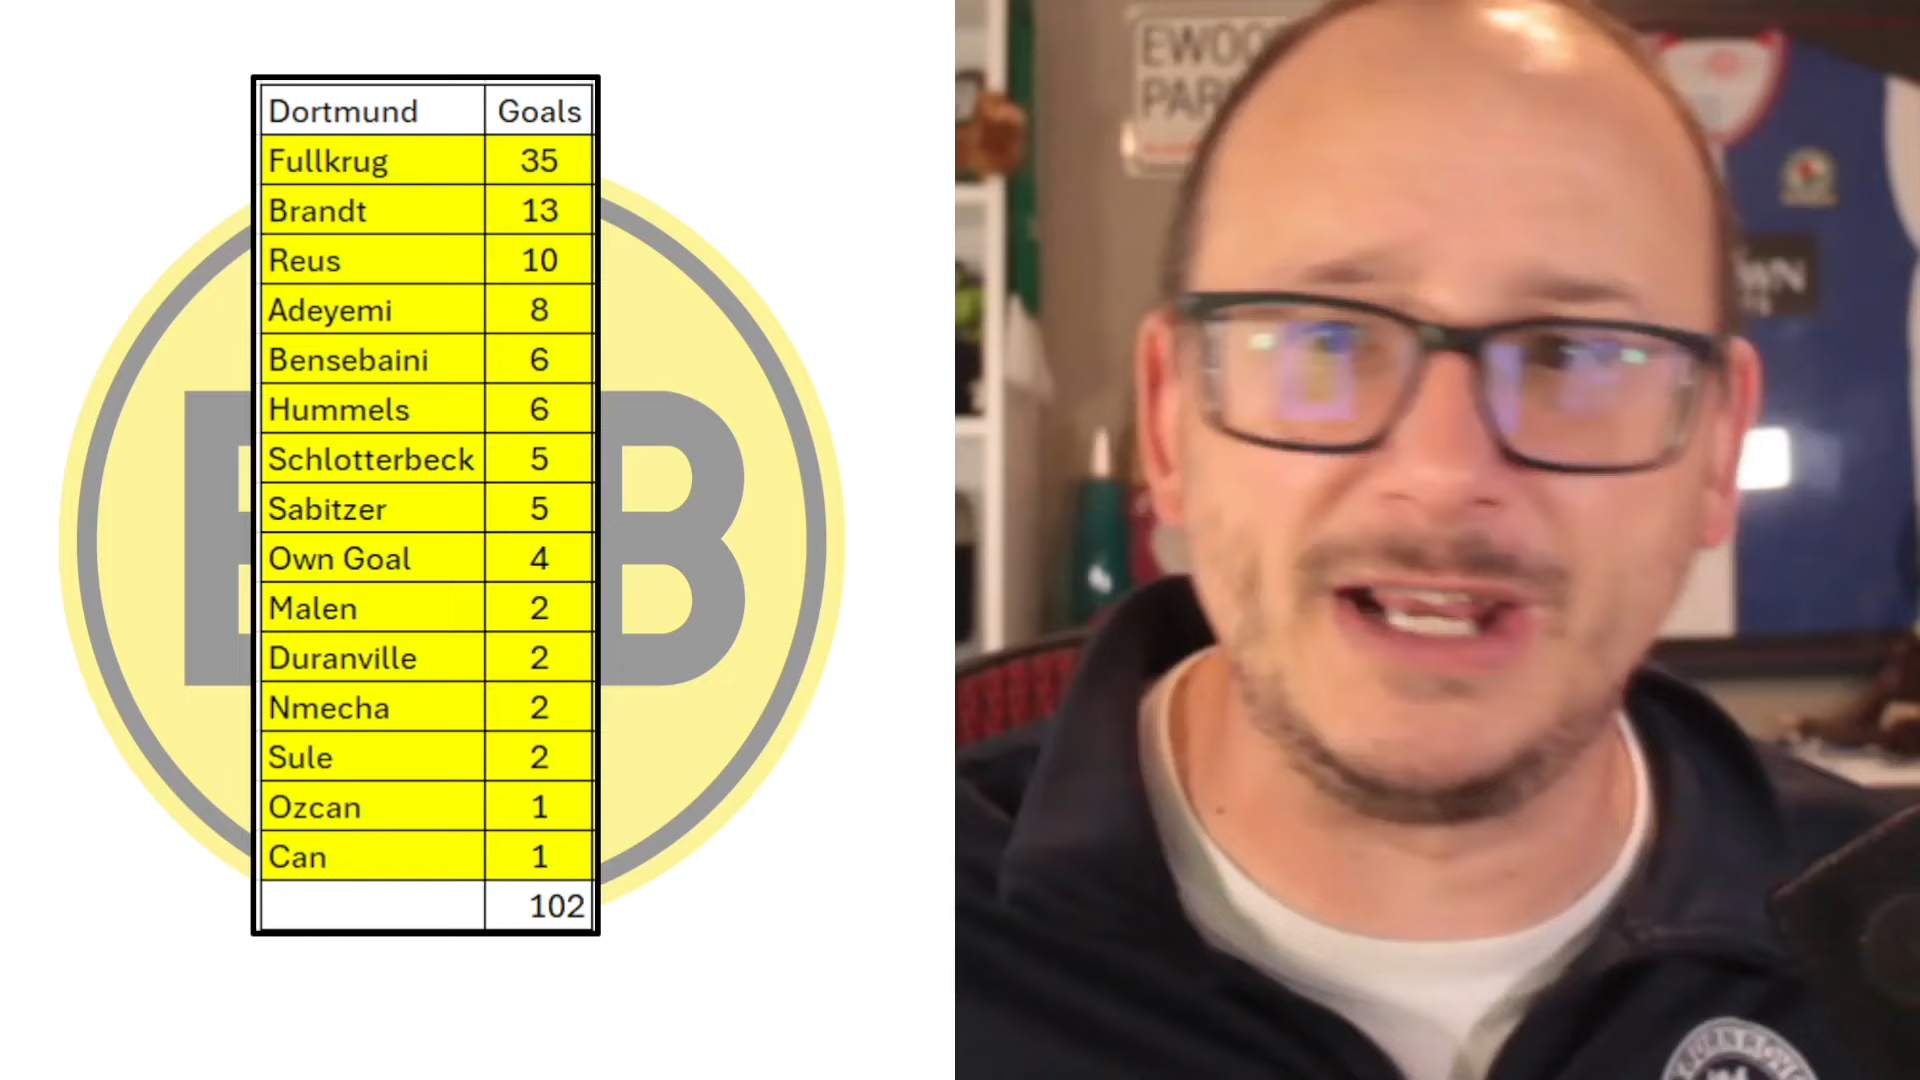 Dortmund Goals
Fullkrug 35
Brandt 13
Reus 10
Adeyemi 8
Bensebaini 6
Hummels 6
Schlotterbeck 5
Sabitzer 5
Own Goal 4
Malen 2
Duranville 2
Nmecha 2
Sule 2
Ozcan 1
Can 1
102
B